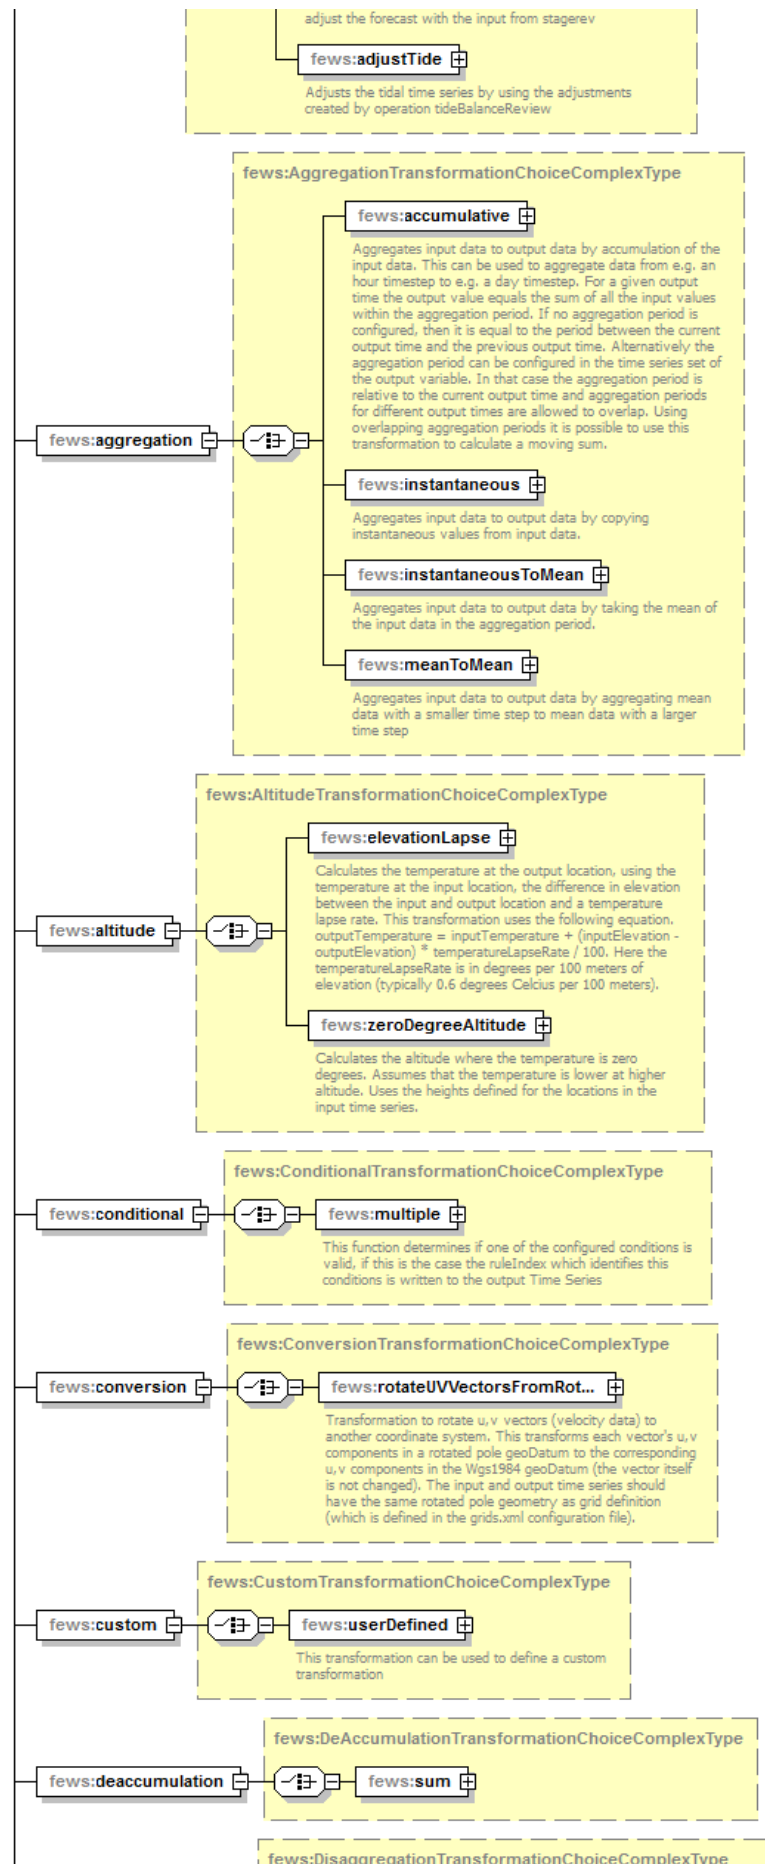 adjust the forecast with the input from stagerev
fews:adjustTide
Adjusts the tidal time series by using the adjustments
created by operation tideBalanceReview
fews:AggregationTransformationChoiceComplexType
fews:accumulative
Aggregates input data to output data by accumulation of the
input data. This can be used to aggregate data from e.g. an
hour timestep to e.g. a day timestep. For a given output
time the output value equals the sum of all the input values
within the aggregation period. If no aggregation period is
configured, then it is equal to the period between the current
output time and the previous output time. Alternatively the
aggregation period can be configured in the time series set of
the output variable. In that case the aggregation period is
relative to the current output time and aggregation periods
for different output times are allowed to overlap. Using
overlapping aggregation periods it is possible to use this
transformation to calculate a moving sum.
fews:aggregation
fews:instantaneous
Aggregates input data to output data by copying
instantaneous values from input data.
fews:instantaneousToMean
Aggregates input data to output data by taking the mean of
the input data in the aggregation period.
fews:meanToMean
Aggregates input data to output data by aggregating mean
data with a smaller time step to mean data with a larger
time step
fews:AltitudeTransformationChoiceComplexType
fews:elevationLapse
Calculates the temperature at the output location, using the
temperature at the input location, the difference in elevation
between the input and output location and a temperature
lapse rate. This transformation uses the following equation.
outputTemperature = inputTemperature + (inputElevation -
outputElevation) * temperatureLapseRate / 100. Here the
temperatureLapseRate is in degrees per 100 meters of
elevation (typically 0.6 degrees Celcius per 100 meters).
fews:altitude
fews:zeroDegreeAltitude
Calculates the altitude where the temperature is zero
degrees. Assumes that the temperature is lower at higher
altitude. Uses the heights defined for the locations in the
input time series.
fews:ConditionalTransformationChoiceComplexType
fews:conditional
fews:multiple
This function determines if one of the configured conditions is
valid, if this is the case the ruleIndex which identifies this
conditions is written to the output Time Series
fews:ConversionTransformationChoiceComplexType
fews:conversion
fews:rotateUVVectorsFromRot...
Transformation to rotate u,v vectors (velocity data) to
another coordinate system. This transforms each vector's u,v
components in a rotated pole geoDatum to the corresponding
u,v components in the Wgs1984 geoDatum (the vector itself
is not changed). The input and output time series should
have the same rotated pole geometry as grid definition
(which is defined in the grids.xml configuration file).
fews:CustomTransformationChoiceComplexType
fews:custom
fews:userDefined
This transformation can be used to define a custom
transformation
fews:DeAccumulationTransformationChoiceComplexType
fews:deaccumulation
fews:sum
fews:DisaggregationTransformationChoiceComplexType